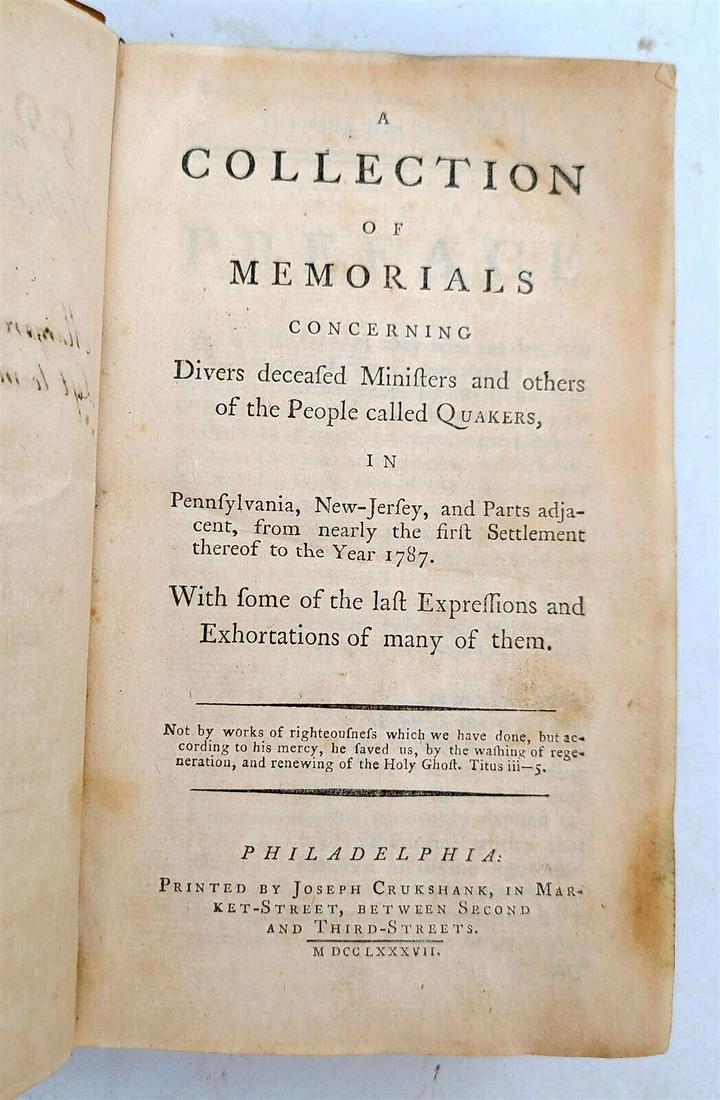 A
COLLECTION
OF
MEMORIALS
CONCERNING
Divers deceaſed Miniſters and others
of the People called QUAKERS,
IN
Pennſylvania, New-Jerſey, and Parts adja-
cent, from nearly the firſt Settlement
thereof to the Year 1787.
With ſome of the laſt Expreſſions and
Exhortations of many of them.
Not by works of righteouſneſs which we have done, but ac-
cording to his mercy, he ſaved us, by the waſhing of rege-
neration, and renewing of the Holy Ghoſt. Titus iii—5.
PHILADELPHIA:
PRINTED BY JOSEPH CRUKSHANK, IN MAR-
KET-STREET, BETWEEN SECOND
AND THIRD-STREETS.
M DCC LXXXVII.